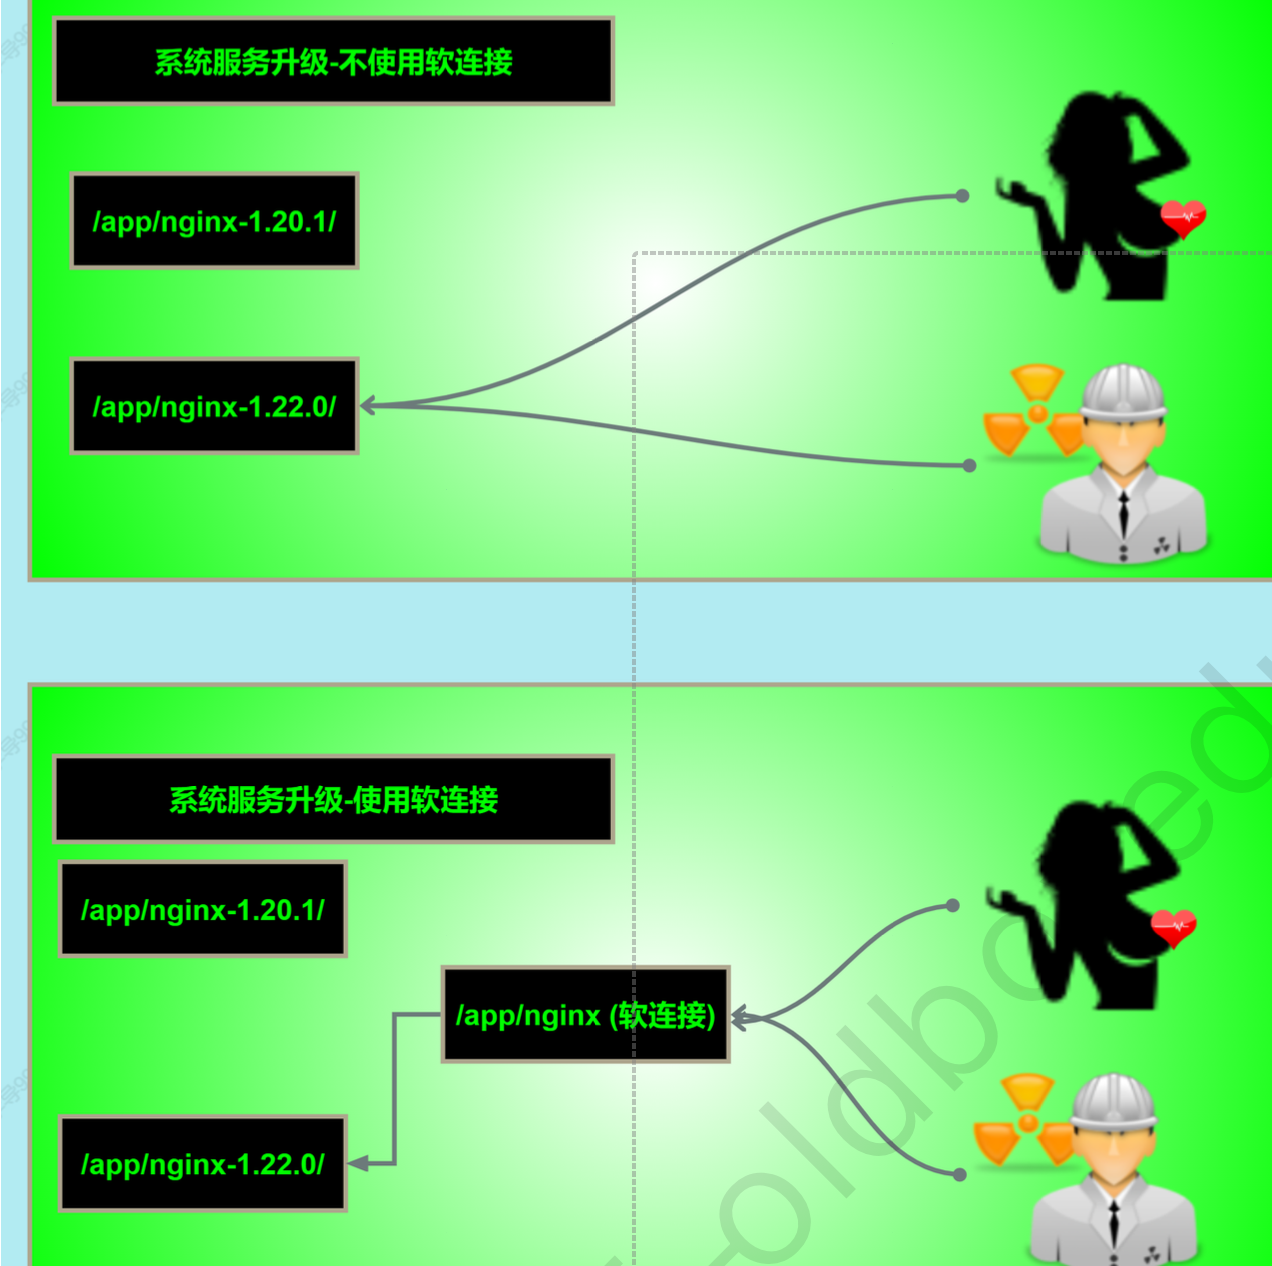 系统服务升级-不使用软连接
/app/nginx-1.20.1/
/app/nginx-1.22.0/
系统服务升级-使用软连接
/app/nginx-1.20.1/
/app/nginx (软连接)
/app/nginx-1.22.0/